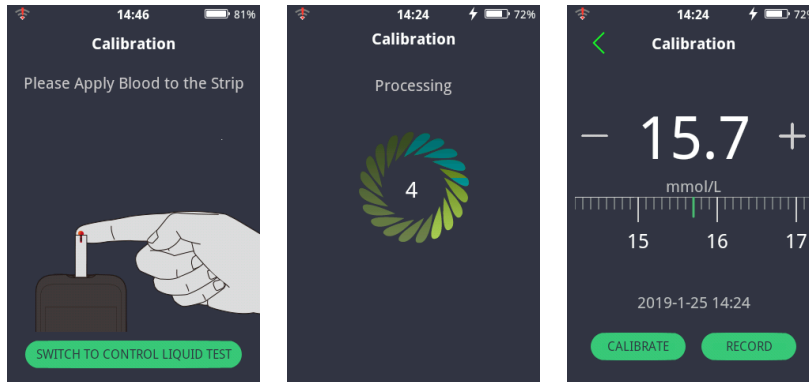 14:46 81%
Calibration
Please Apply Blood to the Strip
SWITCH TO CONTROL LIQUID TEST
14:24 72%
Calibration
Processing
4
14:24 72%
Calibration
15.7
mmol/L
15 16 17
2019-1-25 14:24
CALIBRATE RECORD